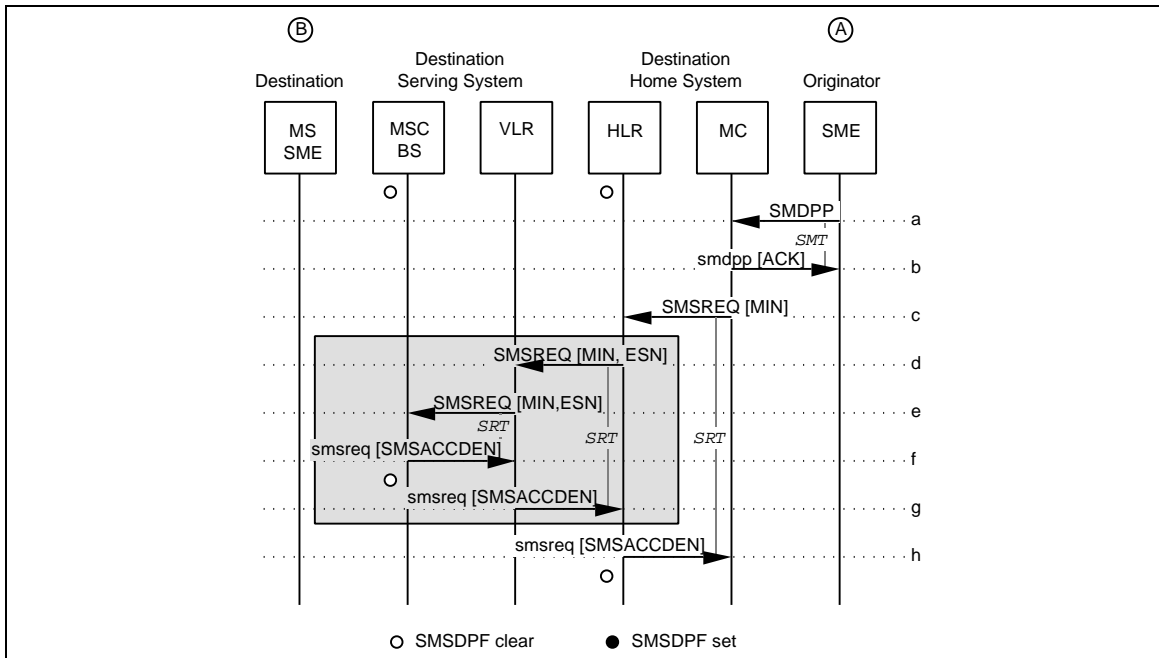 B
A
Destination
Destination
Serving System
Destination
Home System
Originator
MS
SME
MSC
BS
VLR
HLR
MC
SME
SMDPP
a
SMT
smdpp [ACK]
b
SMSREQ [MIN]
c
SMSREQ [MIN, ESN]
d
SMSREQ [MIN,ESN]
e
SRT
SRT
SRT
smsreq [SMSACCDEN]
f
smsreq [SMSACCDEN]
g
smsreq [SMSACCDEN]
h
SMSDPF clear
SMSDPF set